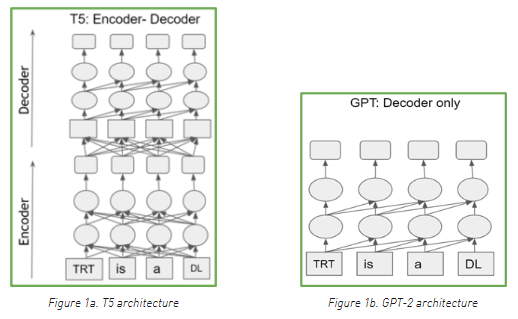 T5: Encoder- Decoder
Decoder
Encoder
TRT is a DL
Figure 1a. T5 architecture
GPT: Decoder only
TRT is a DL
Figure 1b. GPT-2 architecture